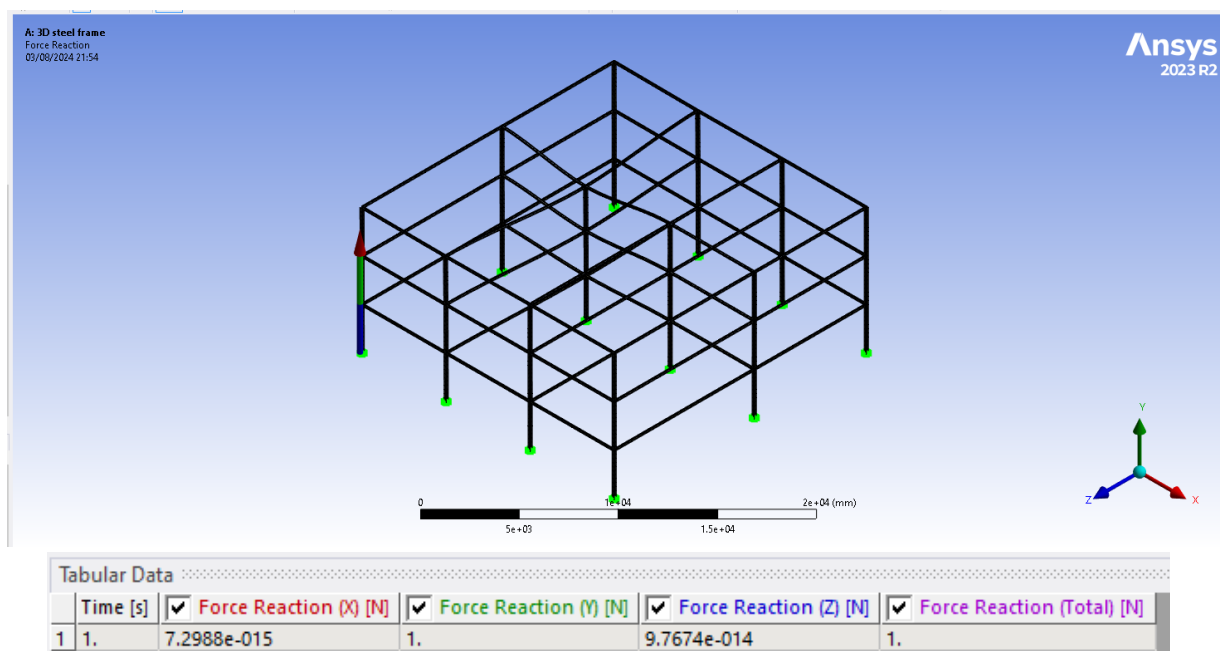 A: 3D steel frame
Force Reaction
03/08/2024 21:54
Ansys
2023 R2
Y
Z
X
0 1e+04 2e+04 (mm)
5e+03 1.5e+04
Tabular Data
Time [s] Force Reaction (X) [N] Force Reaction (Y) [N] Force Reaction (Z) [N] Force Reaction (Total) [N]
1 1. 7.2988e-015 1. 9.7674e-014 1.